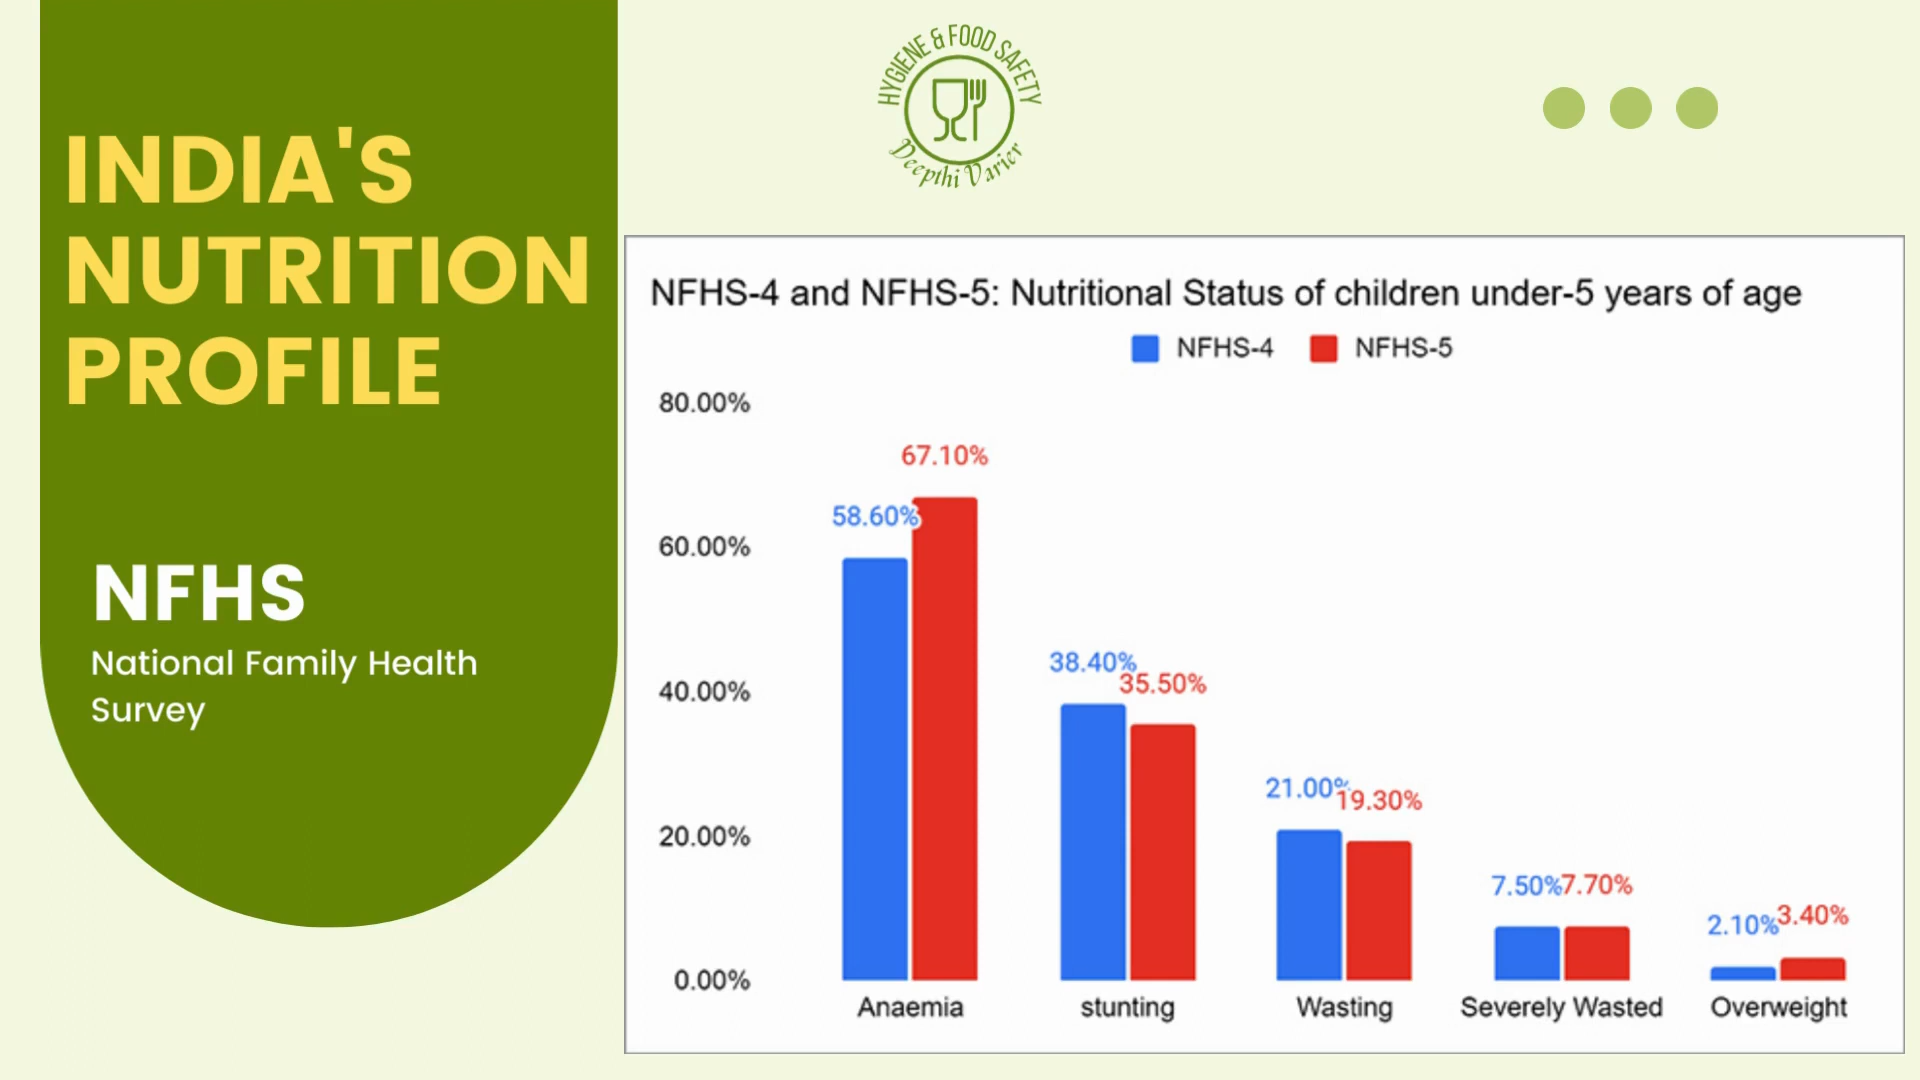 INDIA'S
NUTRITION
PROFILE
NFHS
National Family Health
Survey
HYGIENE & FOOD SAFETY
Deepthi Varier
NFHS-4 and NFHS-5: Nutritional Status of children under-5 years of age
NFHS-4 NFHS-5
80.00%
67.10%
58.60%
60.00%
38.40%
35.50%
40.00%
21.00%
19.30%
20.00%
7.50% 7.70%
2.10% 3.40%
0.00%
Anaemia stunting Wasting Severely Wasted Overweight